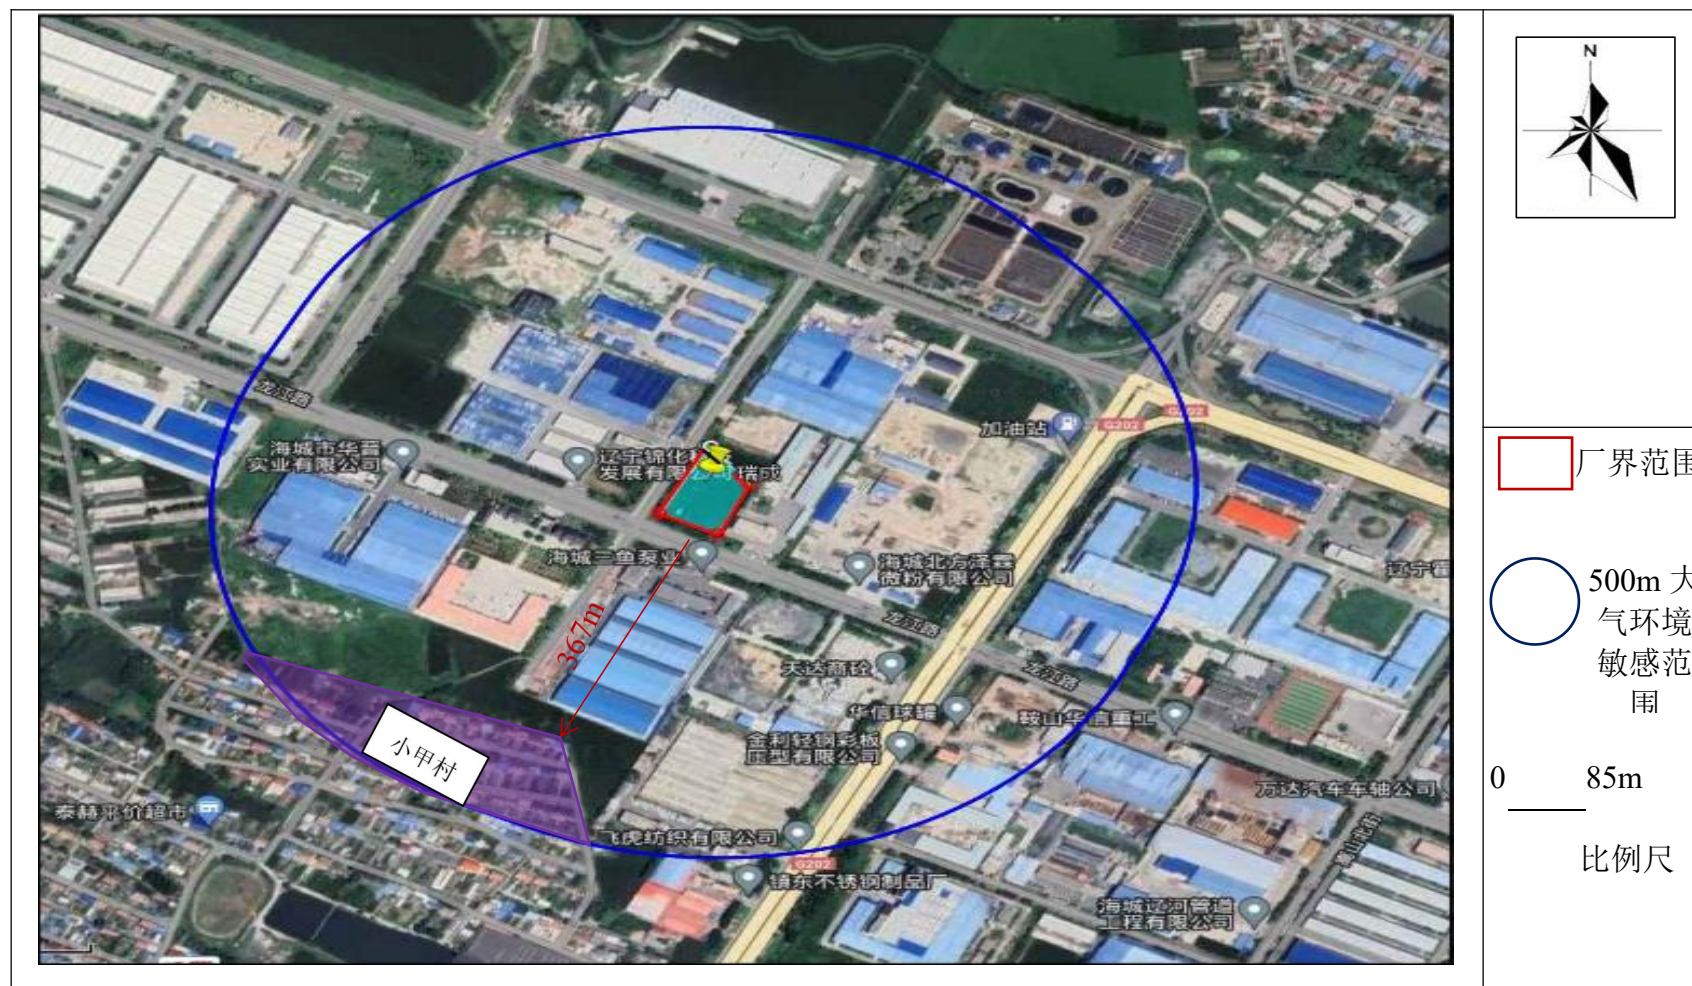 N
厂界范围
500m 大
气环境
敏感范
围
0 85m
比例尺
龙江路
海城市华晋
实业有限公司
辽宁锦化
发展有限公司
瑞成
加油站
G202
G202
海城三鱼泵业
海城北方泽霖
微粉有限公司
辽宁
367m
龙江路
天达商砼
龙江路
华信球罐
鞍山华信重工
金利轻钢彩板
压型有限公司
小甲村
万达汽车车轴公司
泰赫平价超市
飞虎纺织有限公司
G202
镇东不锈钢制品厂
海城辽河管道
工程有限公司